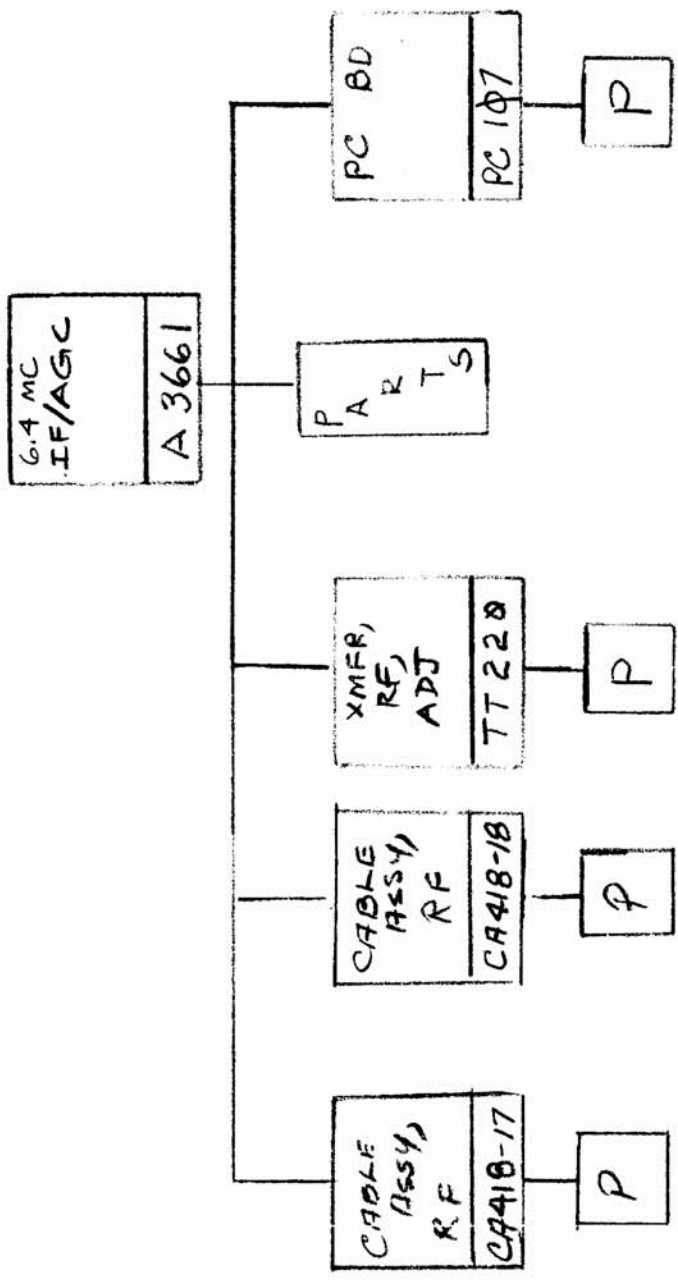 6.4 MC
IF/AGC
A3661
CABLE
ASSY,
RF
CA418-17
P
CABLE
ASSY,
RF
CA418-18
P
XMFR,
RF,
ADJ
TT220
P
PARTS
PC BD
PC 107
P